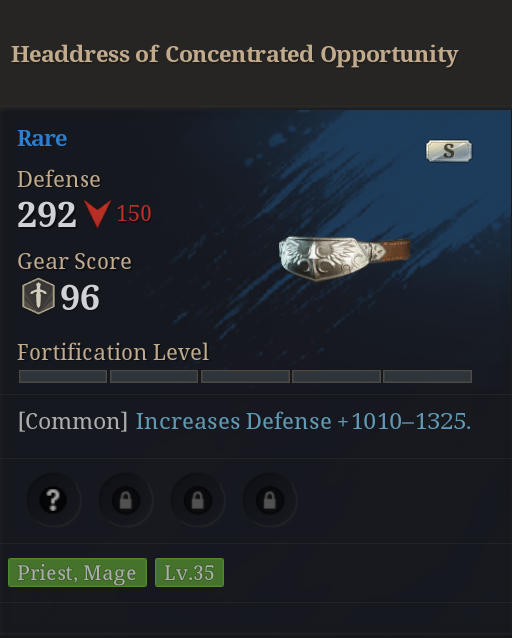 Headdress of Concentrated Opportunity
Rare
S
Defense
292 150
Gear Score
96
Fortification Level
[Common] Increases Defense +1010–1325.
?
Priest, Mage Lv.35